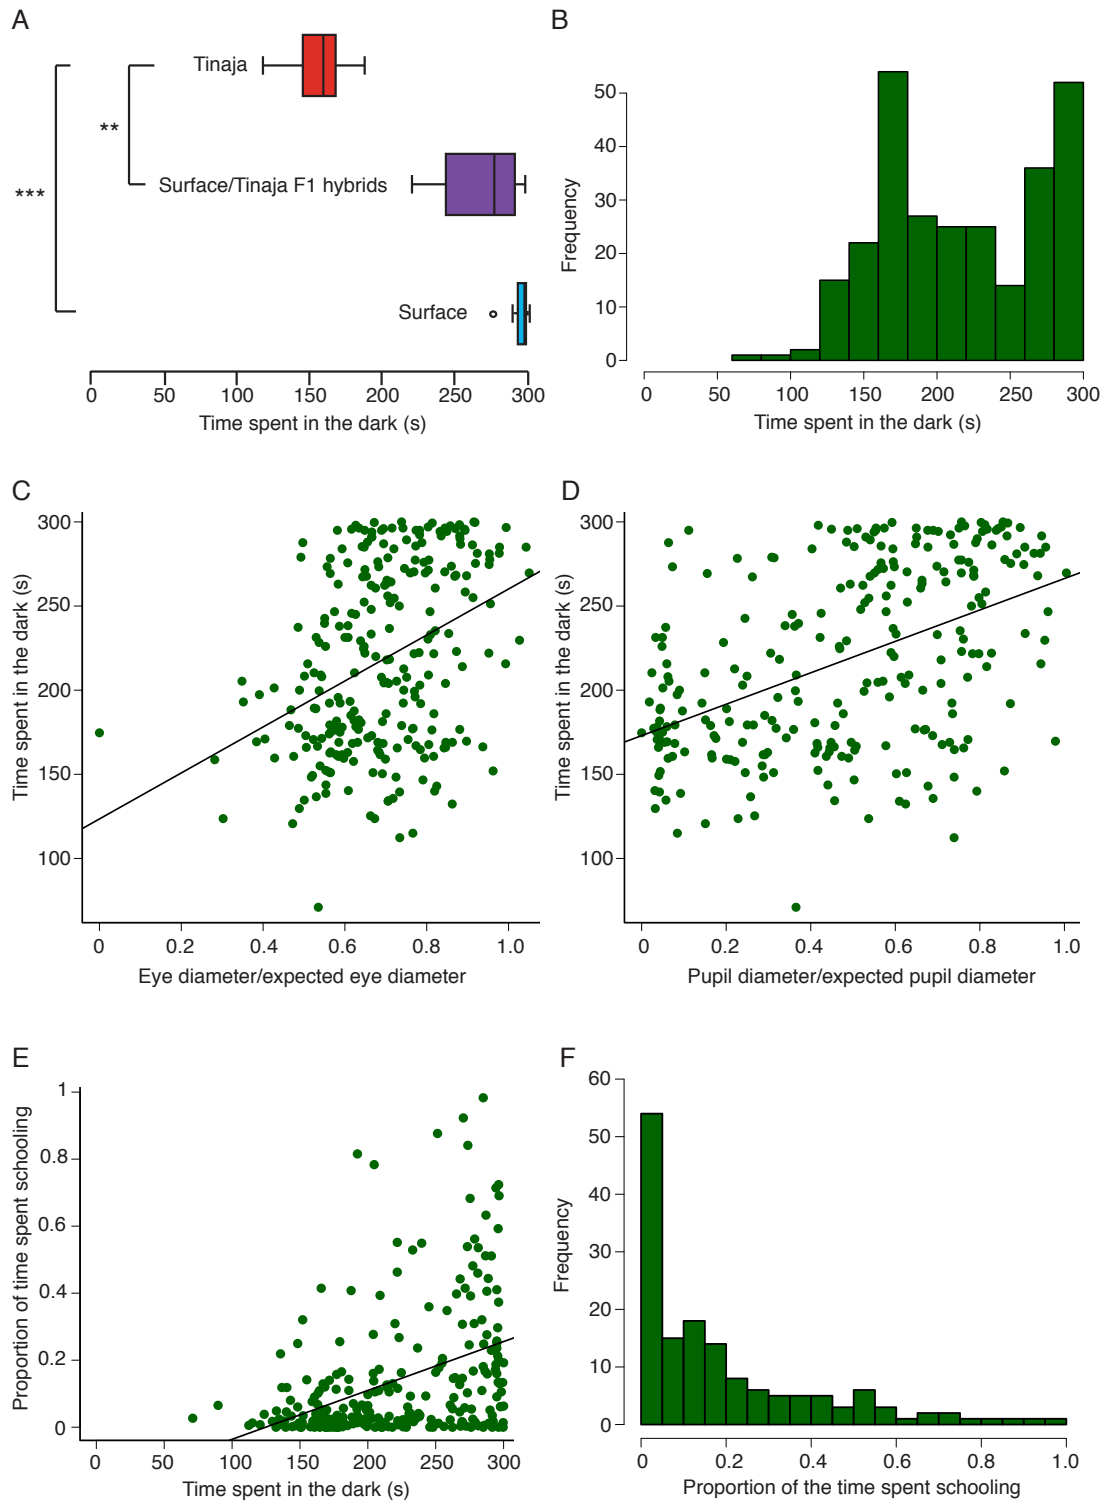 A
Tinaja
**
***
Surface/Tinaja F1 hybrids
Surface
0 50 100 150 200 250 300
Time spent in the dark (s)
B
50
40
30
20
10
0
Frequency
0 50 100 150 200 250 300
Time spent in the dark (s)
C
300
250
200
150
100
Time spent in the dark (s)
0 0.2 0.4 0.6 0.8 1.0
Eye diameter/expected eye diameter
D
300
250
200
150
100
Time spent in the dark (s)
0 0.2 0.4 0.6 0.8 1.0
Pupil diameter/expected pupil diameter
E
1
0.8
0.6
0.4
0.2
0
Proportion of time spent schooling
0 50 100 150 200 250 300
Time spent in the dark (s)
F
60
50
40
30
20
10
0
Frequency
0 0.2 0.4 0.6 0.8 1.0
Proportion of the time spent schooling